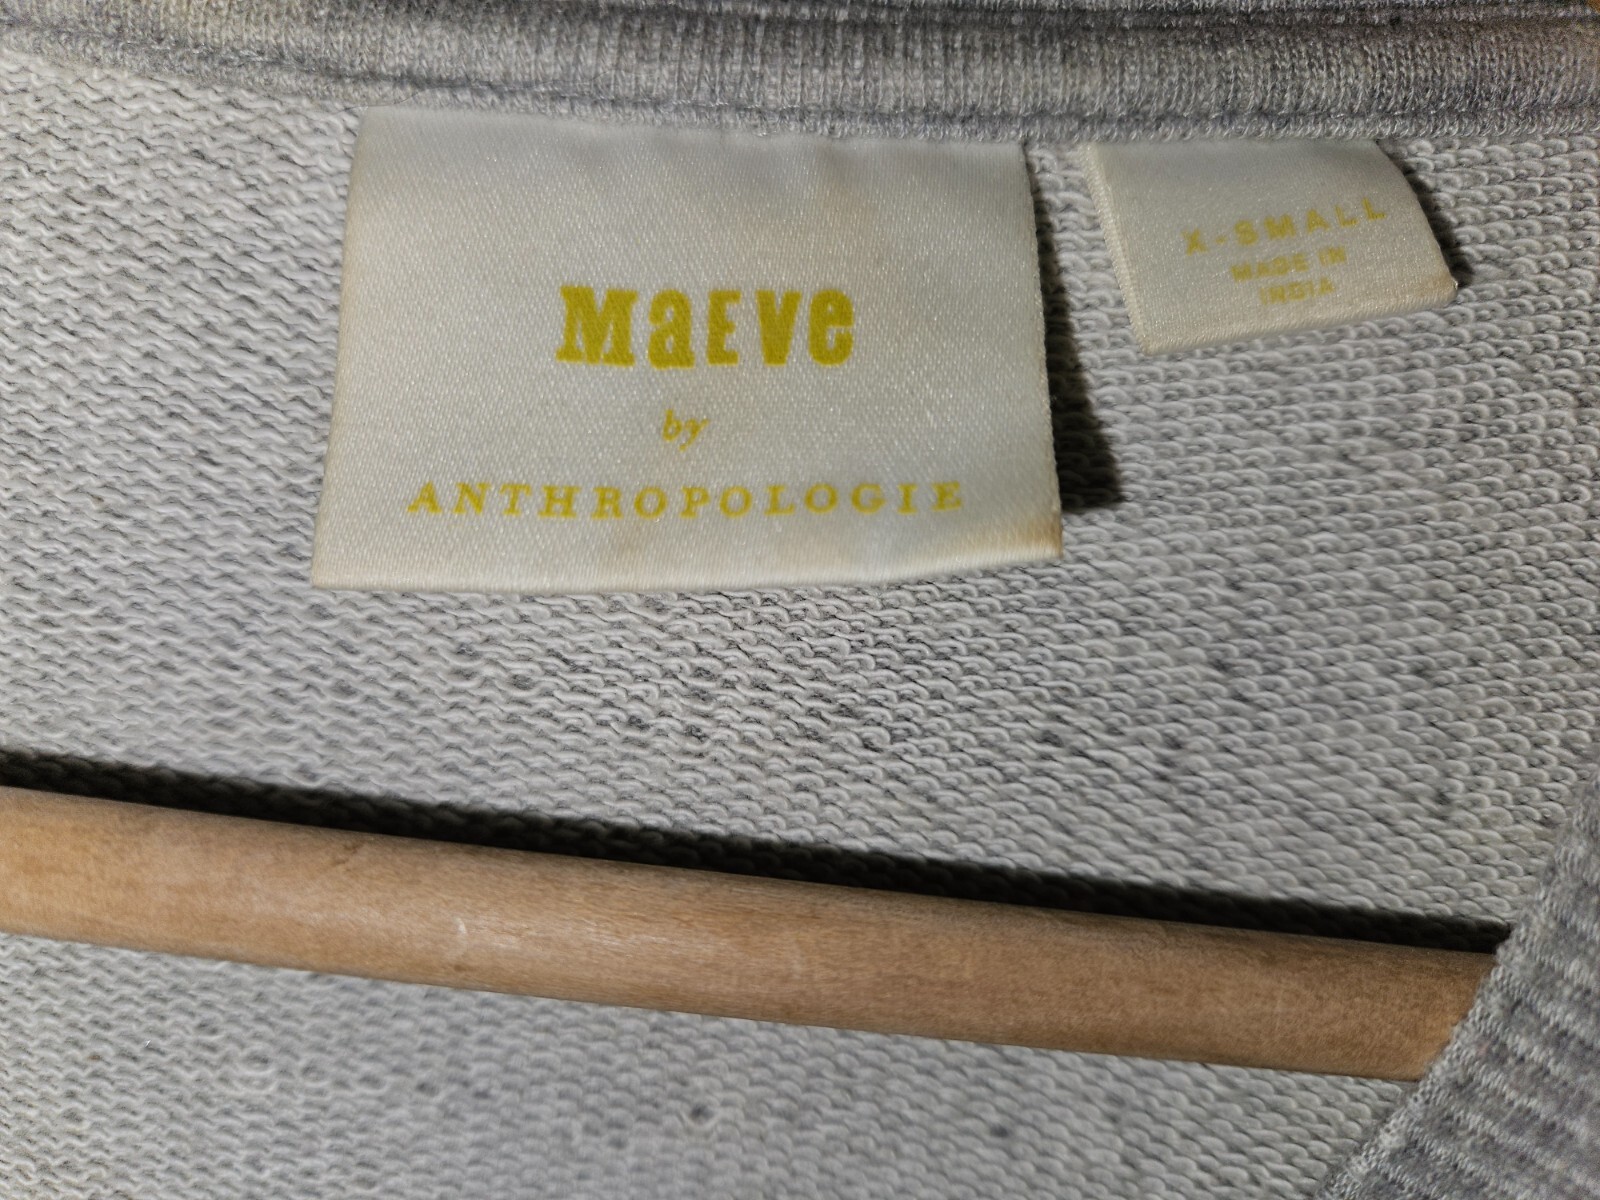 MaEve
by
ANTHROPOLOGIE
X-SMALL
MADE IN
INDIA